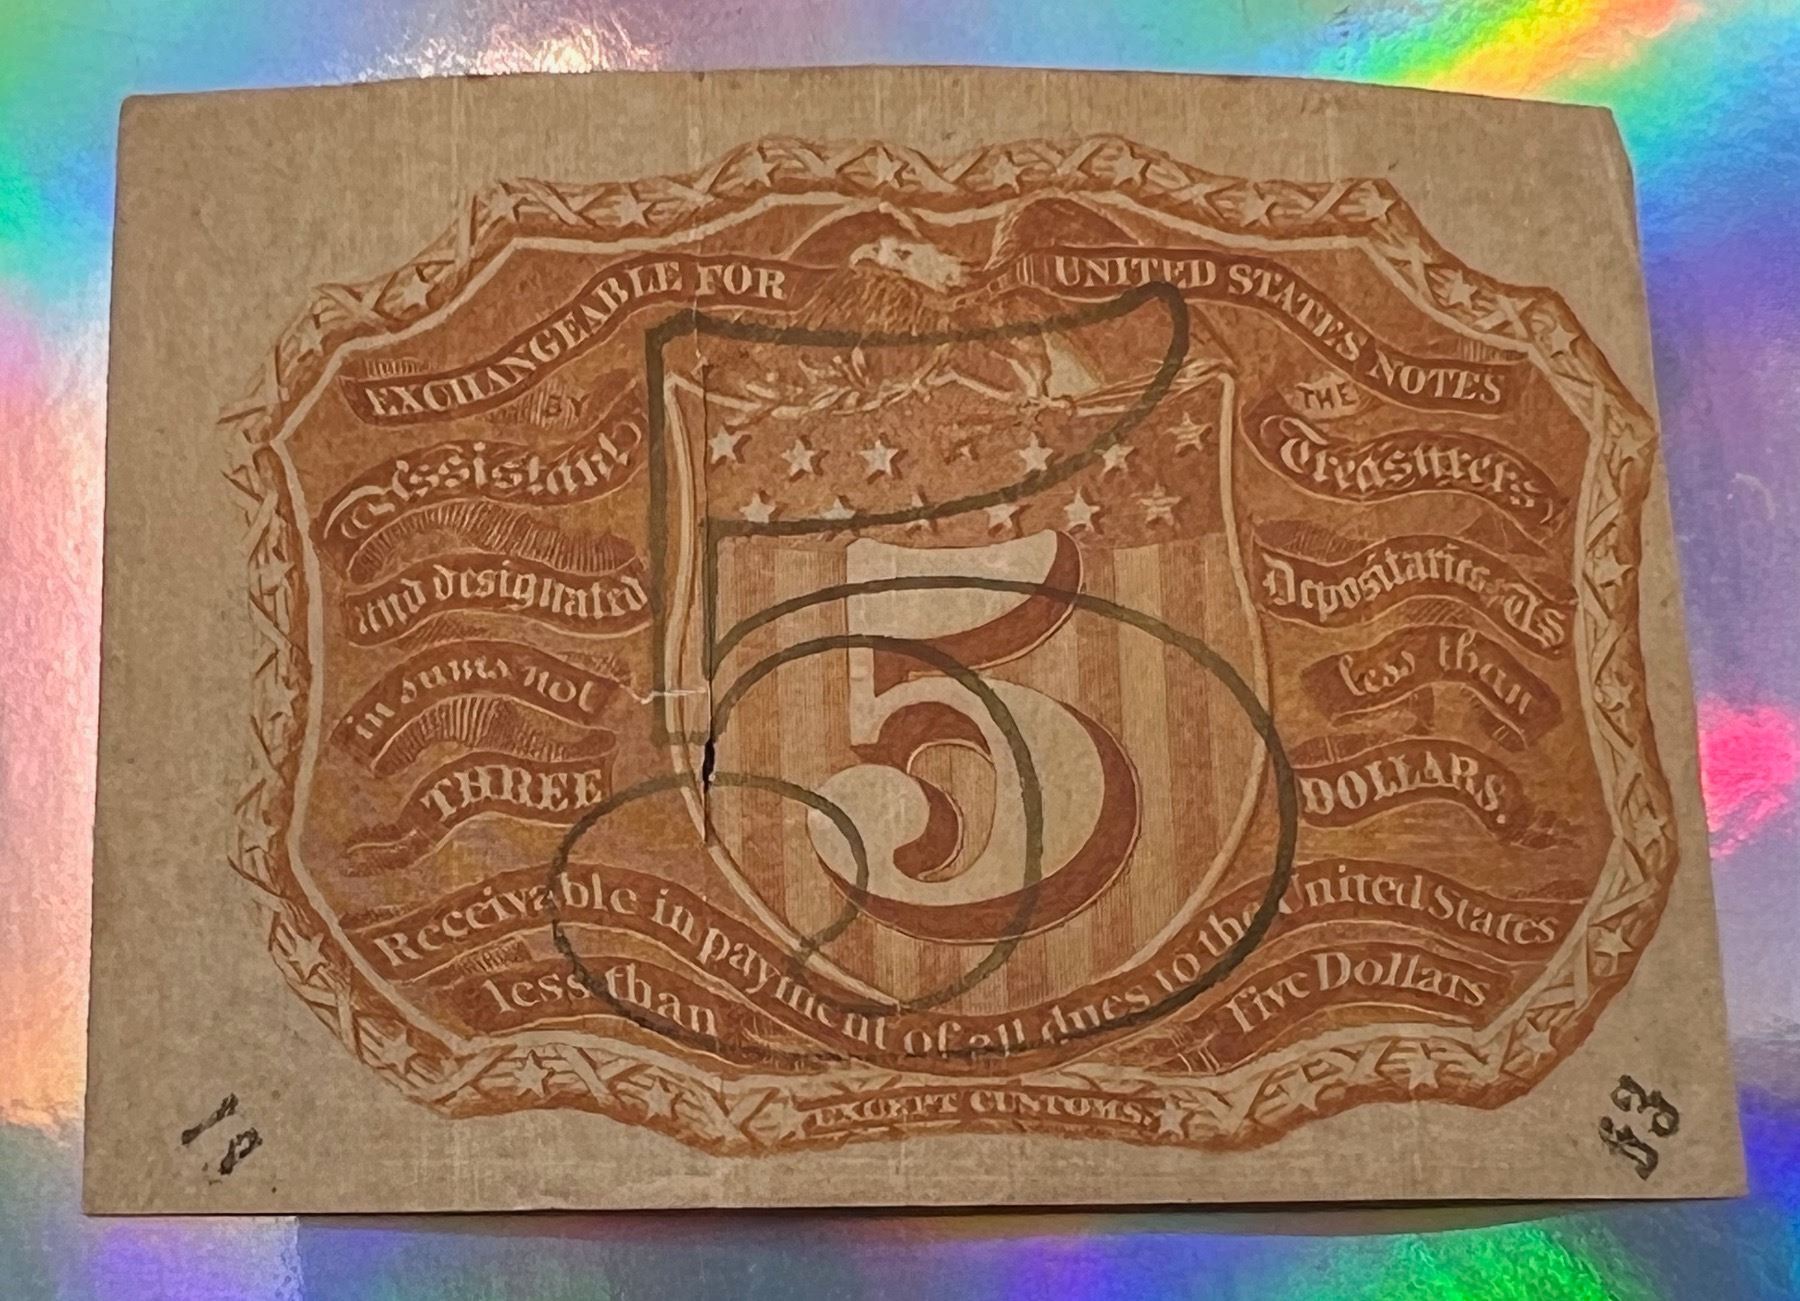 EXCHANGEABLE FOR UNITED STATES NOTES
BY THE
Assistant Treasurers
and designated Depositaries U S
in sums not less than
THREE DOLLARS.
5
5
Receivable in payment of all dues to the United States
less than Five Dollars
EXCEPT CUSTOMS.
18
63